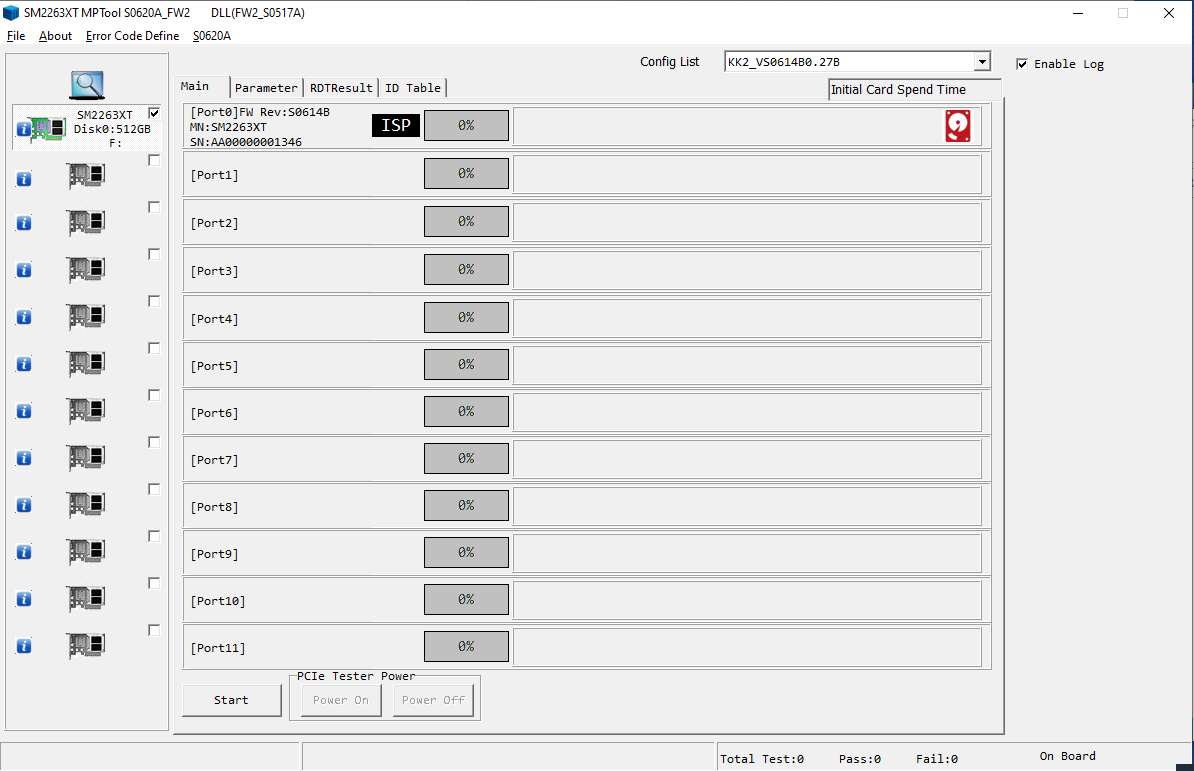 SM2263XT MPTool S0620A_FW2 DLL(FW2_S0517A)
File About Error Code Define S0620A
Config List KK2_VS0614B0.27B Enable Log
Main Parameter RDTResult ID Table Initial Card Spend Time
SM2263XT
Disk0:512GB
F:
[Port0]FW Rev:S0614B
MN:SM2263XT
SN:AA00000001346
ISP 0%
[Port1] 0%
[Port2] 0%
[Port3] 0%
[Port4] 0%
[Port5] 0%
[Port6] 0%
[Port7] 0%
[Port8] 0%
[Port9] 0%
[Port10] 0%
[Port11] 0%
PCIe Tester Power
Start Power On Power Off
Total Test:0 Pass:0 Fail:0 On Board